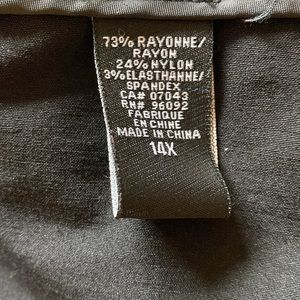 73% RAYONNE/
RAYON
24% NYLON
3% ELASTHANNE/
SPANDEX
CA# 07043
RN# 96092
FABRIQUE
EN CHINE
MADE IN CHINA
14X